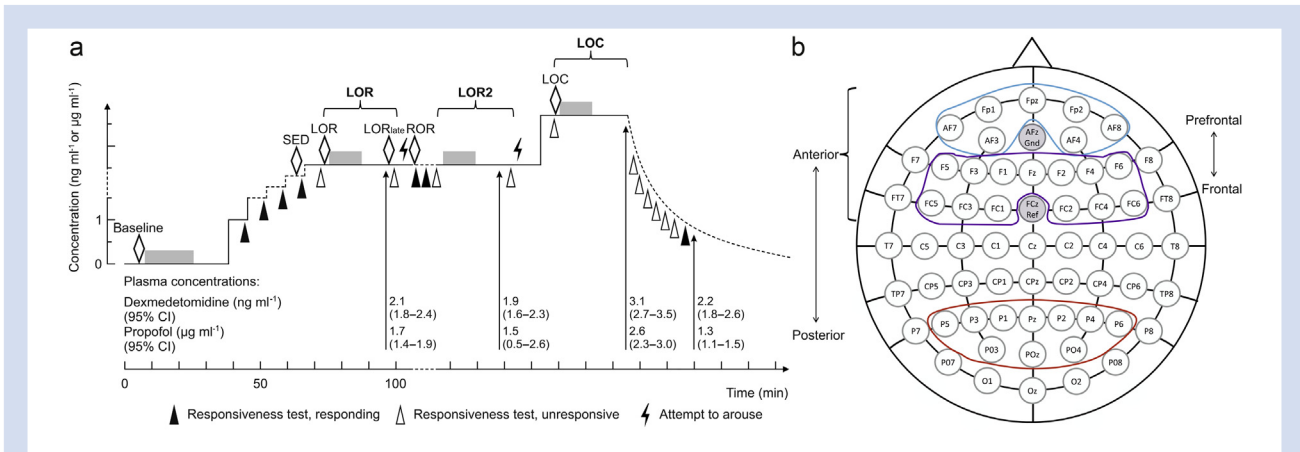 a
b
LOC
LOC
LOR
LOR2
LOR
LORlate
ROR
SED
Baseline
Concentration (ng ml-1 or µg ml-1)
1
0
Plasma concentrations:
Dexmedetomidine (ng ml-1)
(95% CI)
Propofol (µg ml-1)
(95% CI)
2.1
(1.8–2.4)
1.7
(1.4–1.9)
1.9
(1.6–2.3)
1.5
(0.5–2.6)
3.1
(2.7–3.5)
2.6
(2.3–3.0)
2.2
(1.8–2.6)
1.3
(1.1–1.5)
0
50
100
Time (min)
Responsiveness test, responding
Responsiveness test, unresponsive
Attempt to arouse
Anterior
Posterior
Prefrontal
Frontal
Fp1
Fpz
Fp2
AF7
AF3
AFz
Gnd
AF4
AF8
F7
F5
F3
F1
Fz
F2
F4
F6
F8
FT7
FC5
FC3
FC1
FCz
Ref
FC2
FC4
FC6
FT8
T7
C5
C3
C1
Cz
C2
C4
C6
T8
TP7
CP5
CP3
CP1
CPz
CP2
CP4
CP6
TP8
P7
P5
P3
P1
Pz
P2
P4
P6
P8
P07
P03
POz
PO4
P08
O1
Oz
O2